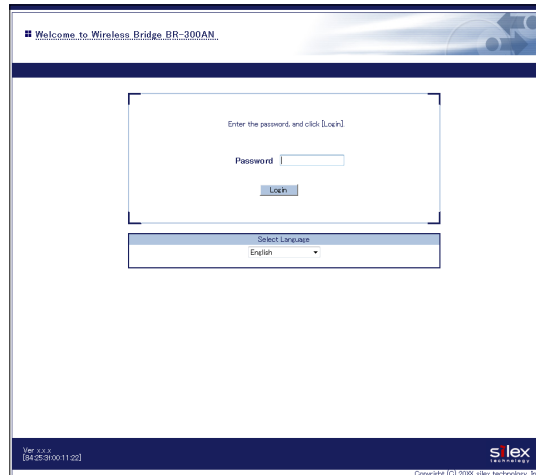 Welcome to Wireless Bridge BR-300AN
Enter the password, and click [Login].
Password
Login
Select Language
English
Ver x.x.x
[84:25:3f:00:11:22]
silex
technology
Copyright (C) 20XX silex technology, In